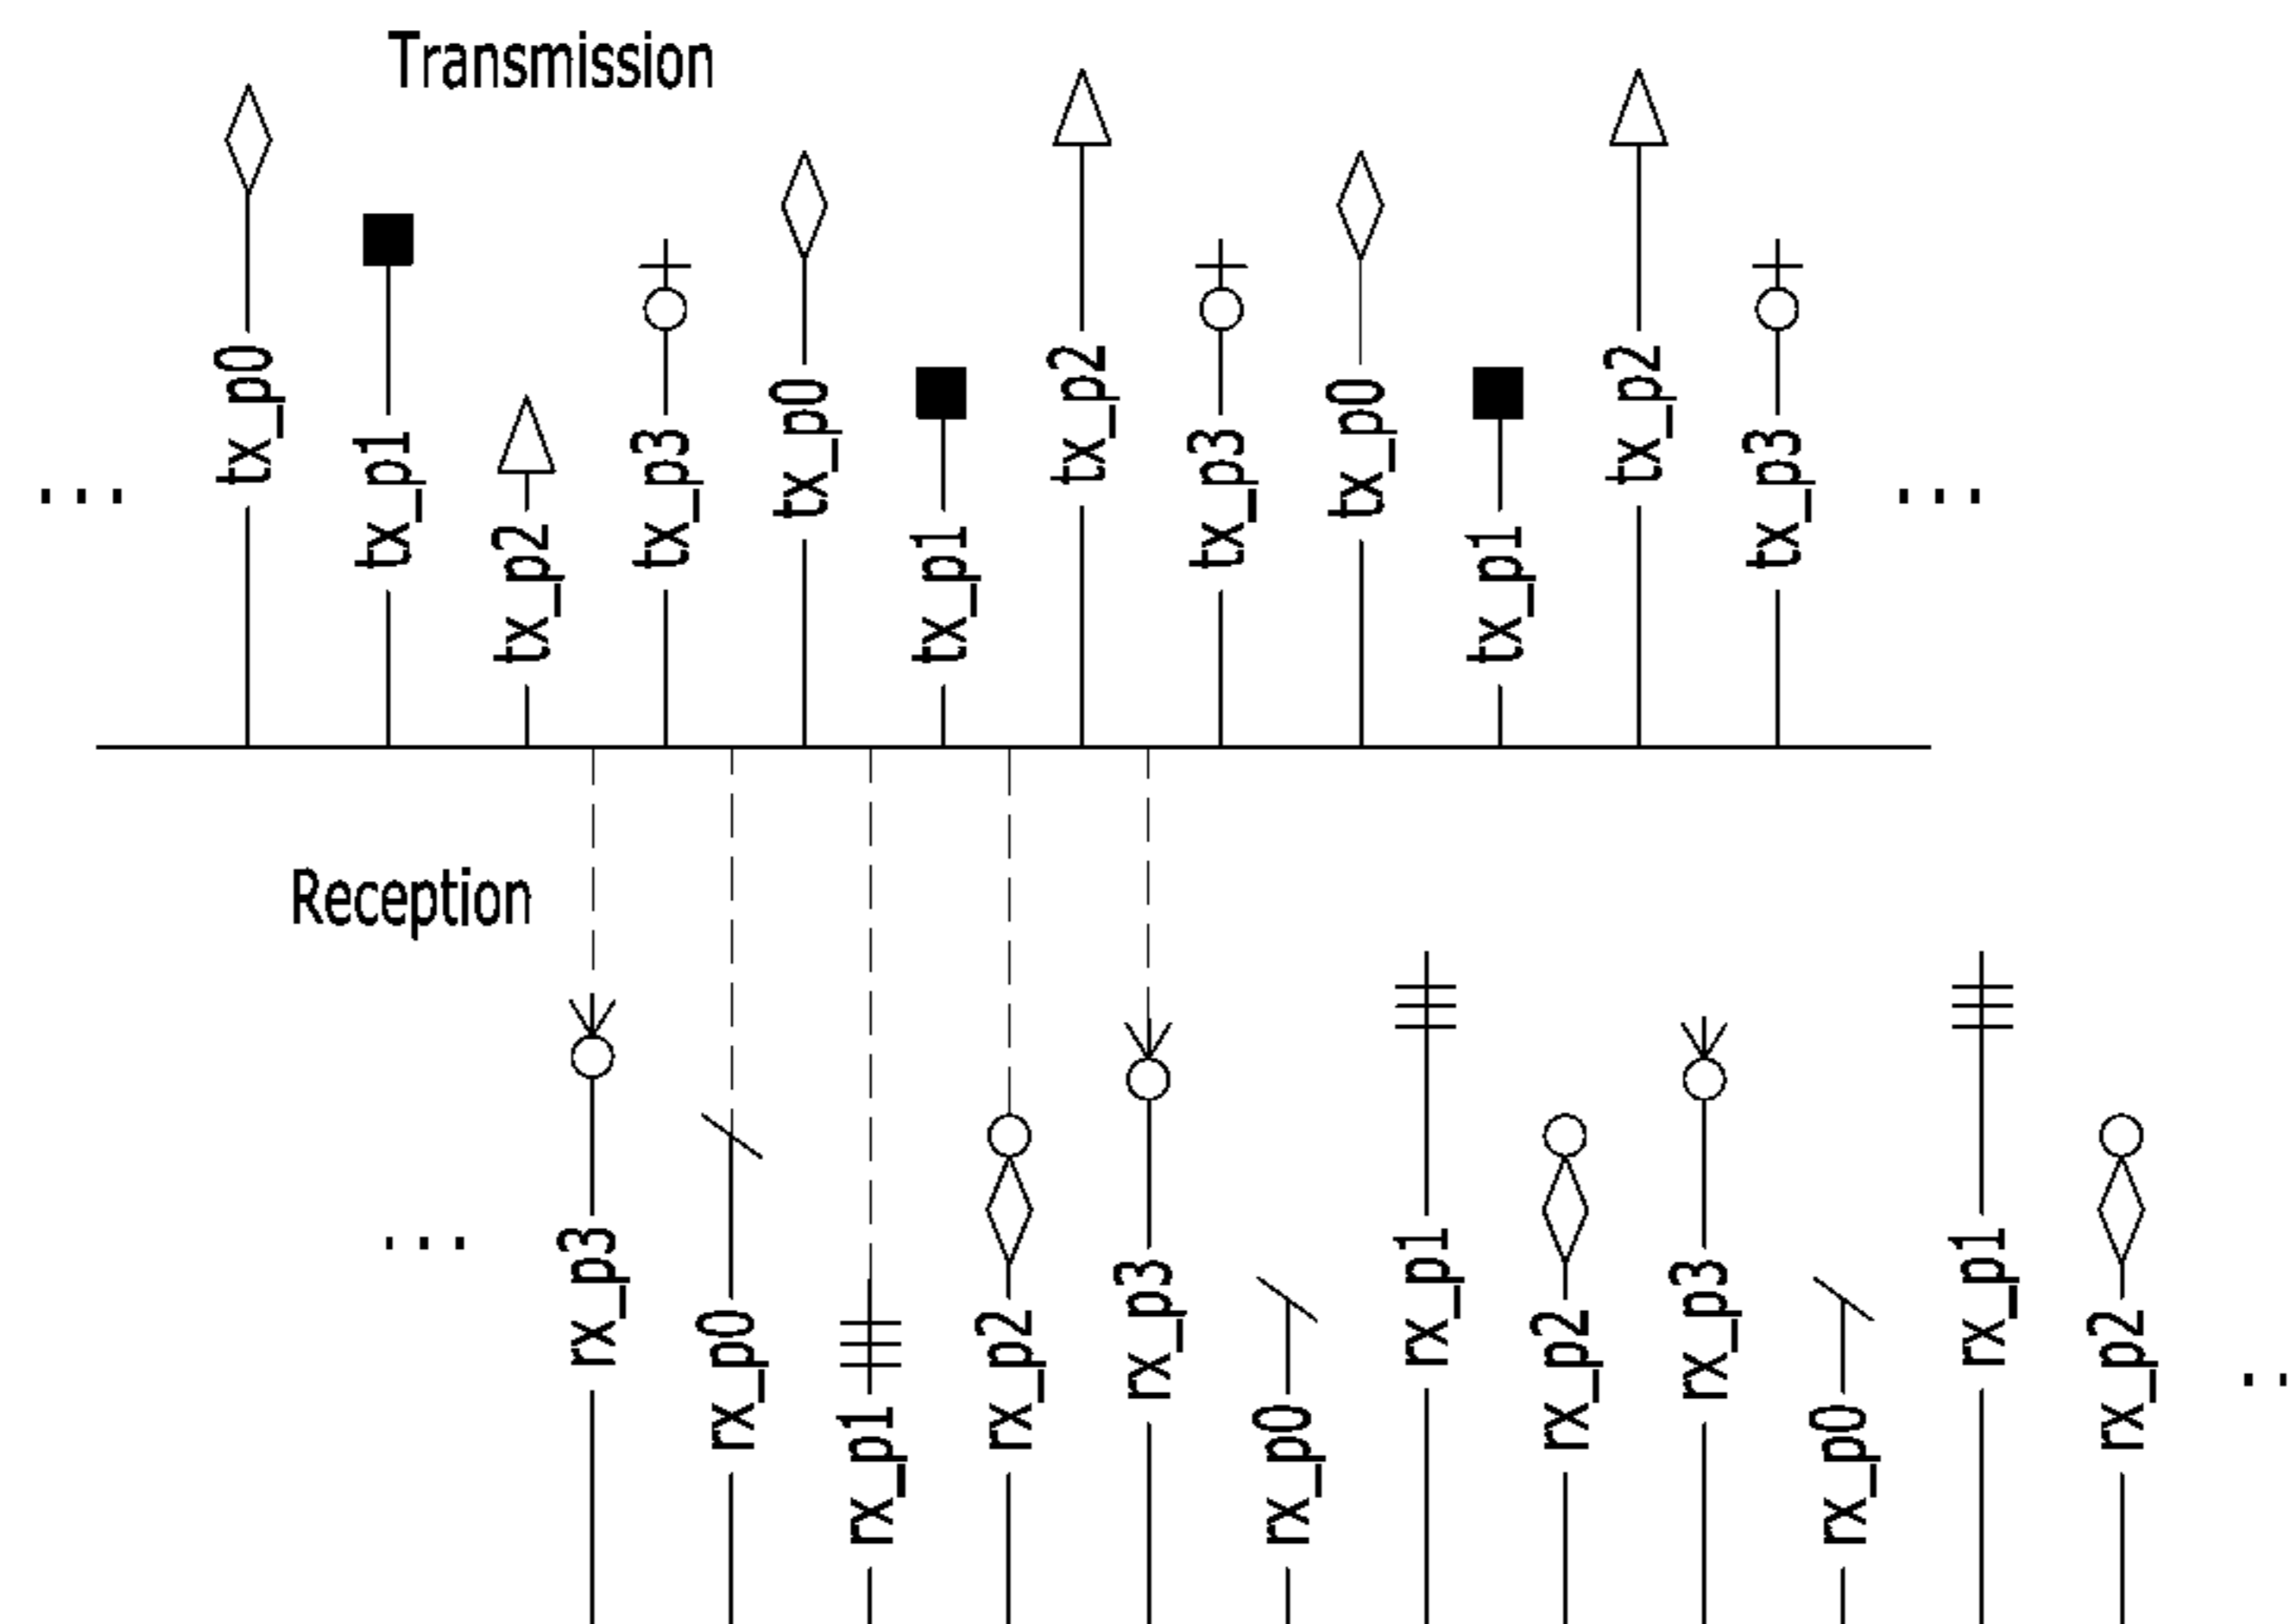 Transmission
tx_p0
tx_p1
tx_p2
tx_p3
tx_p0
tx_p1
tx_p2
tx_p3
tx_p0
tx_p1
tx_p2
tx_p3
...
...
Reception
rx_p3
rx_p0
rx_p1
rx_p2
rx_p3
rx_p0
rx_p1
rx_p2
rx_p3
rx_p0
rx_p1
rx_p2
...
..